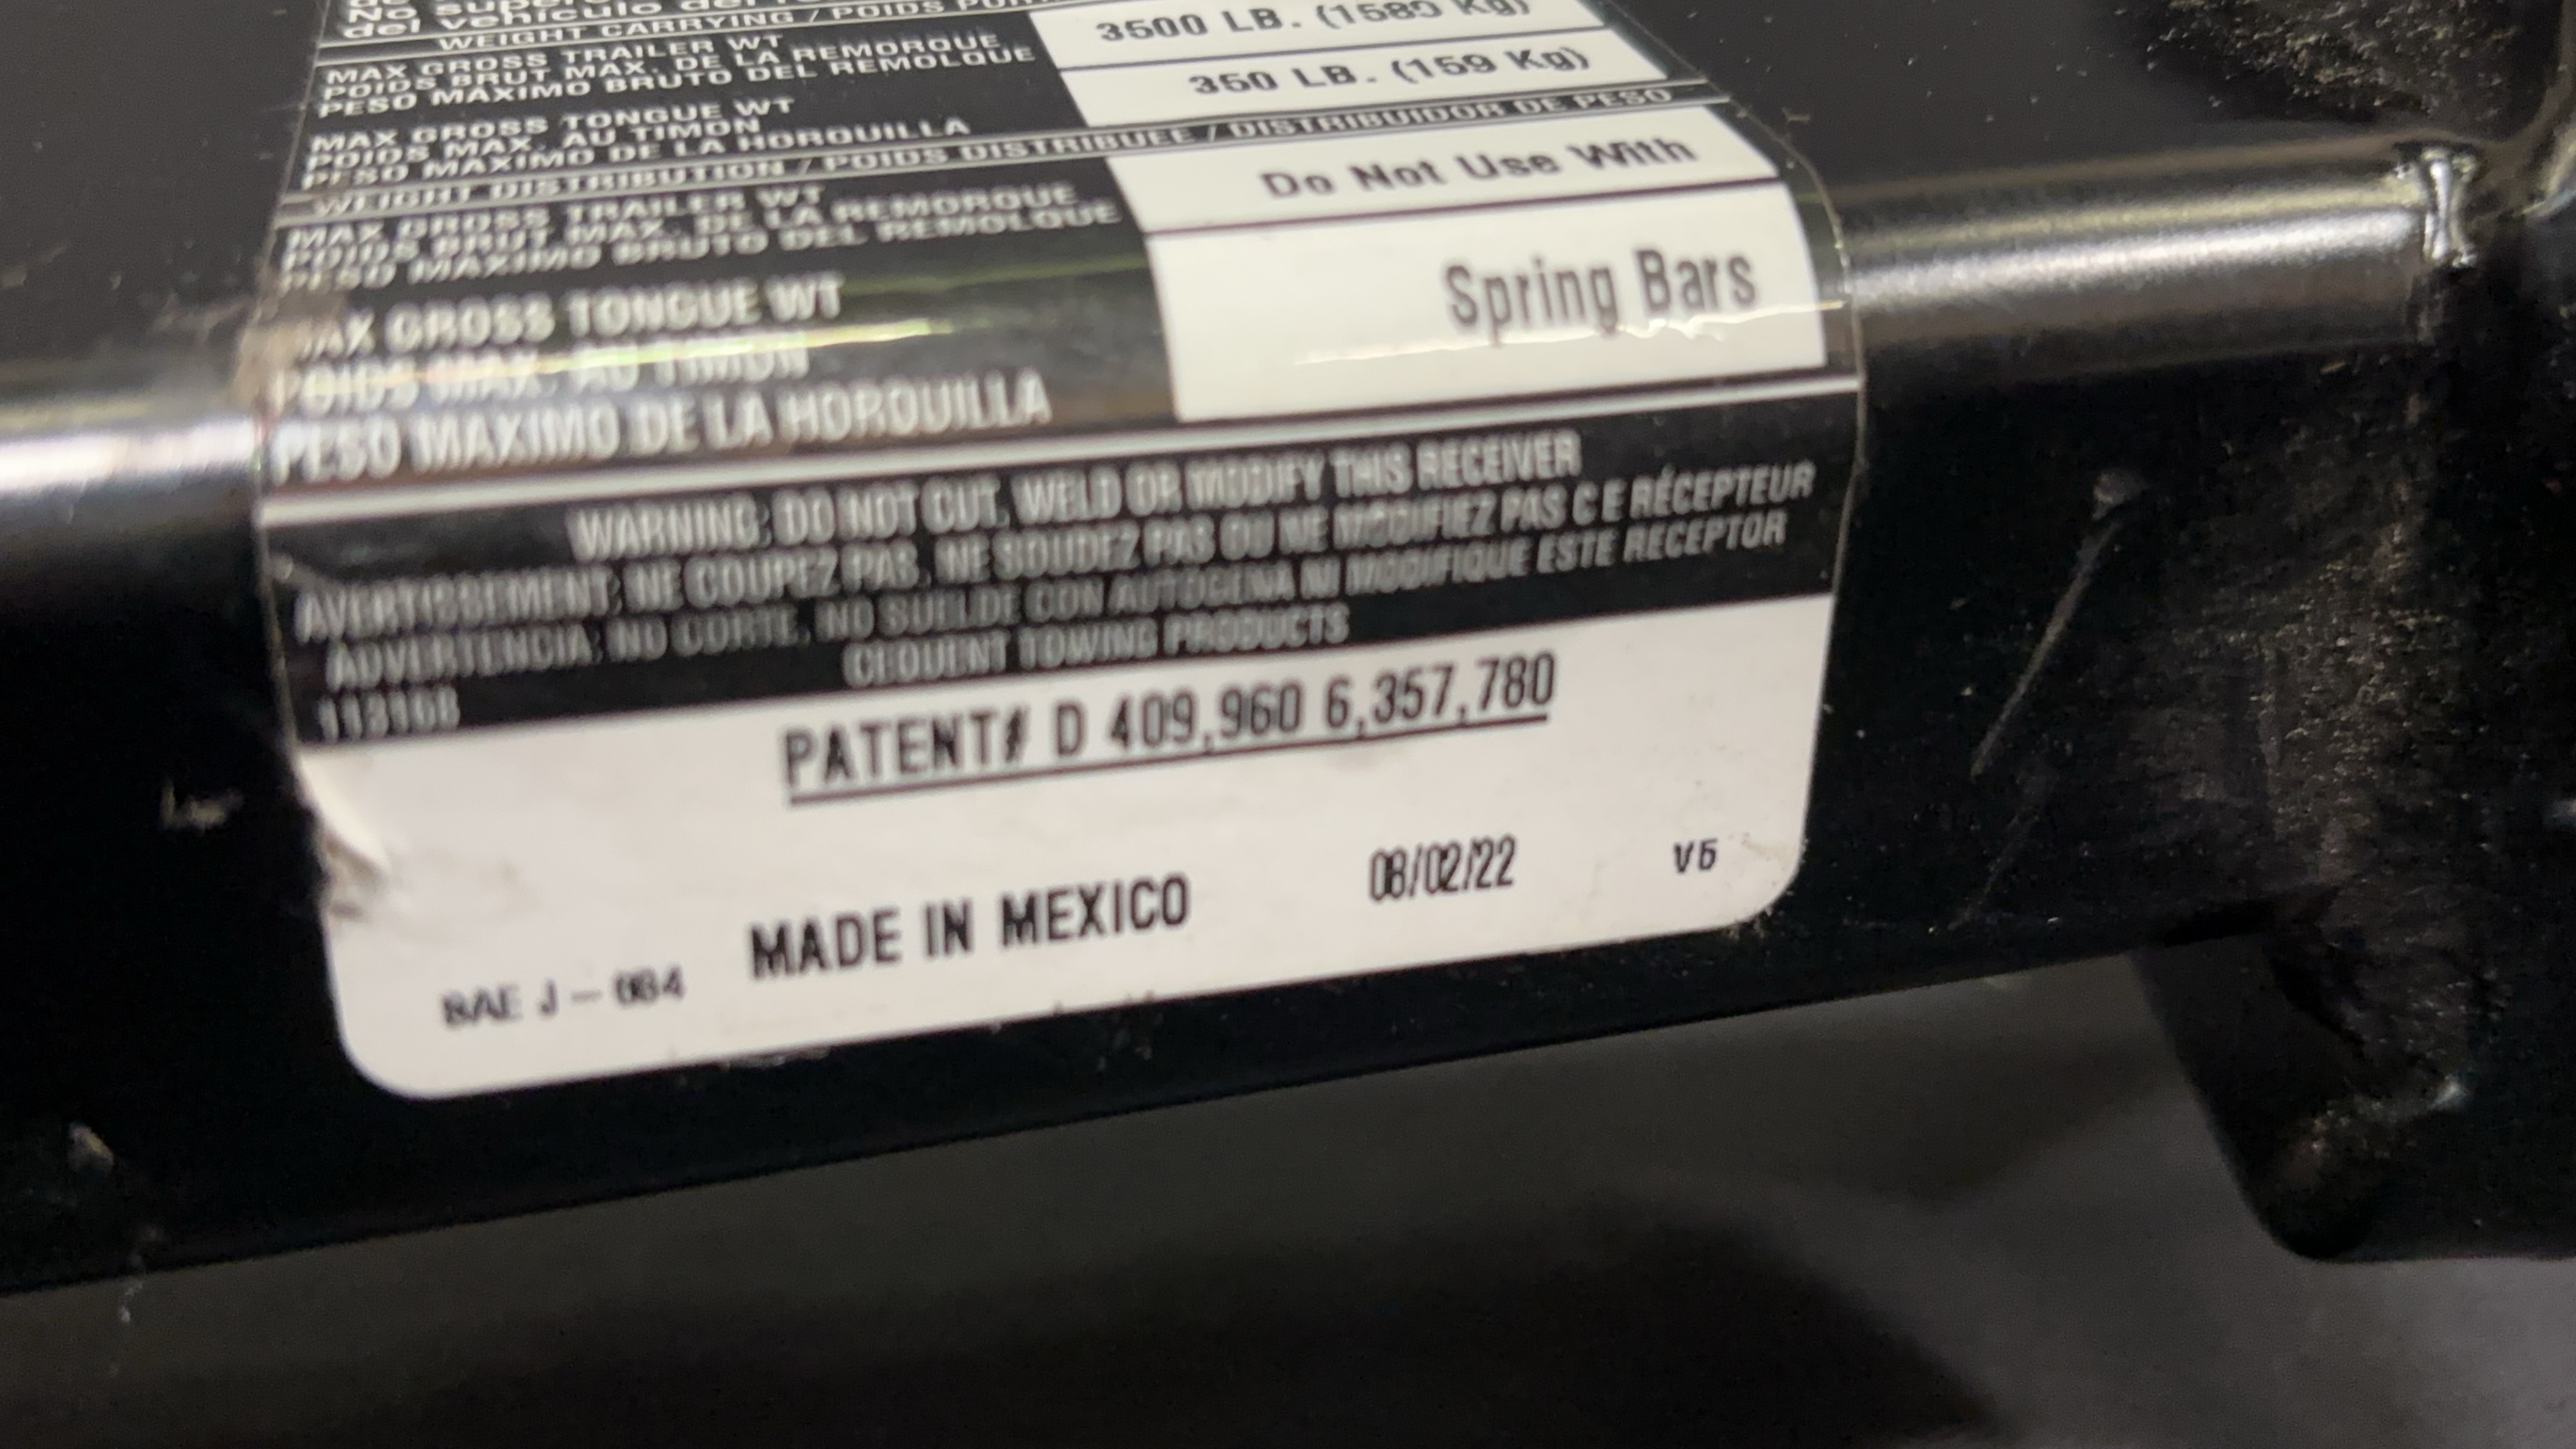 No
del vehículo del
WEIGHT CARRYING / POIDS
MAX GROSS TRAILER WT
POIDS BRUT MAX. DE LA REMORQUE
PESO MAXIMO BRUTO DEL REMOLQUE
3500 LB. (1589 Kg)
MAX GROSS TONGUE WT
POIDS MAX. AU TIMON
PESO MAXIMO DE LA HORQUILLA
350 LB. (159 Kg)
WEIGHT DISTRIBUTION / POIDS DISTRIBUEE / DISTRIBUIDOR DE PESO
MAX GROSS TRAILER WT
POIDS BRUT MAX. DE LA REMORQUE
PESO MAXIMO BRUTO DEL REMOLQUE
Do Not Use With
MAX GROSS TONGUE WT
POIDS MAX. AU TIMON
PESO MAXIMO DE LA HORQUILLA
Spring Bars
WARNING: DO NOT CUT, WELD OR MODIFY THIS RECEIVER
AVERTISSEMENT: NE COUPEZ PAS, NE SOUDEZ PAS OU NE MODIFIEZ PAS C E RÉCEPTEUR
ADVERTENCIA: NO CORTE, NO SUELDE CON AUTOGENA NI MODIFIQUE ESTE RECEPTOR
CEQUENT TOWING PRODUCTS
PATENT# D 409,960 6,357,780
MADE IN MEXICO 08/02/22 V5
SAE J - 684